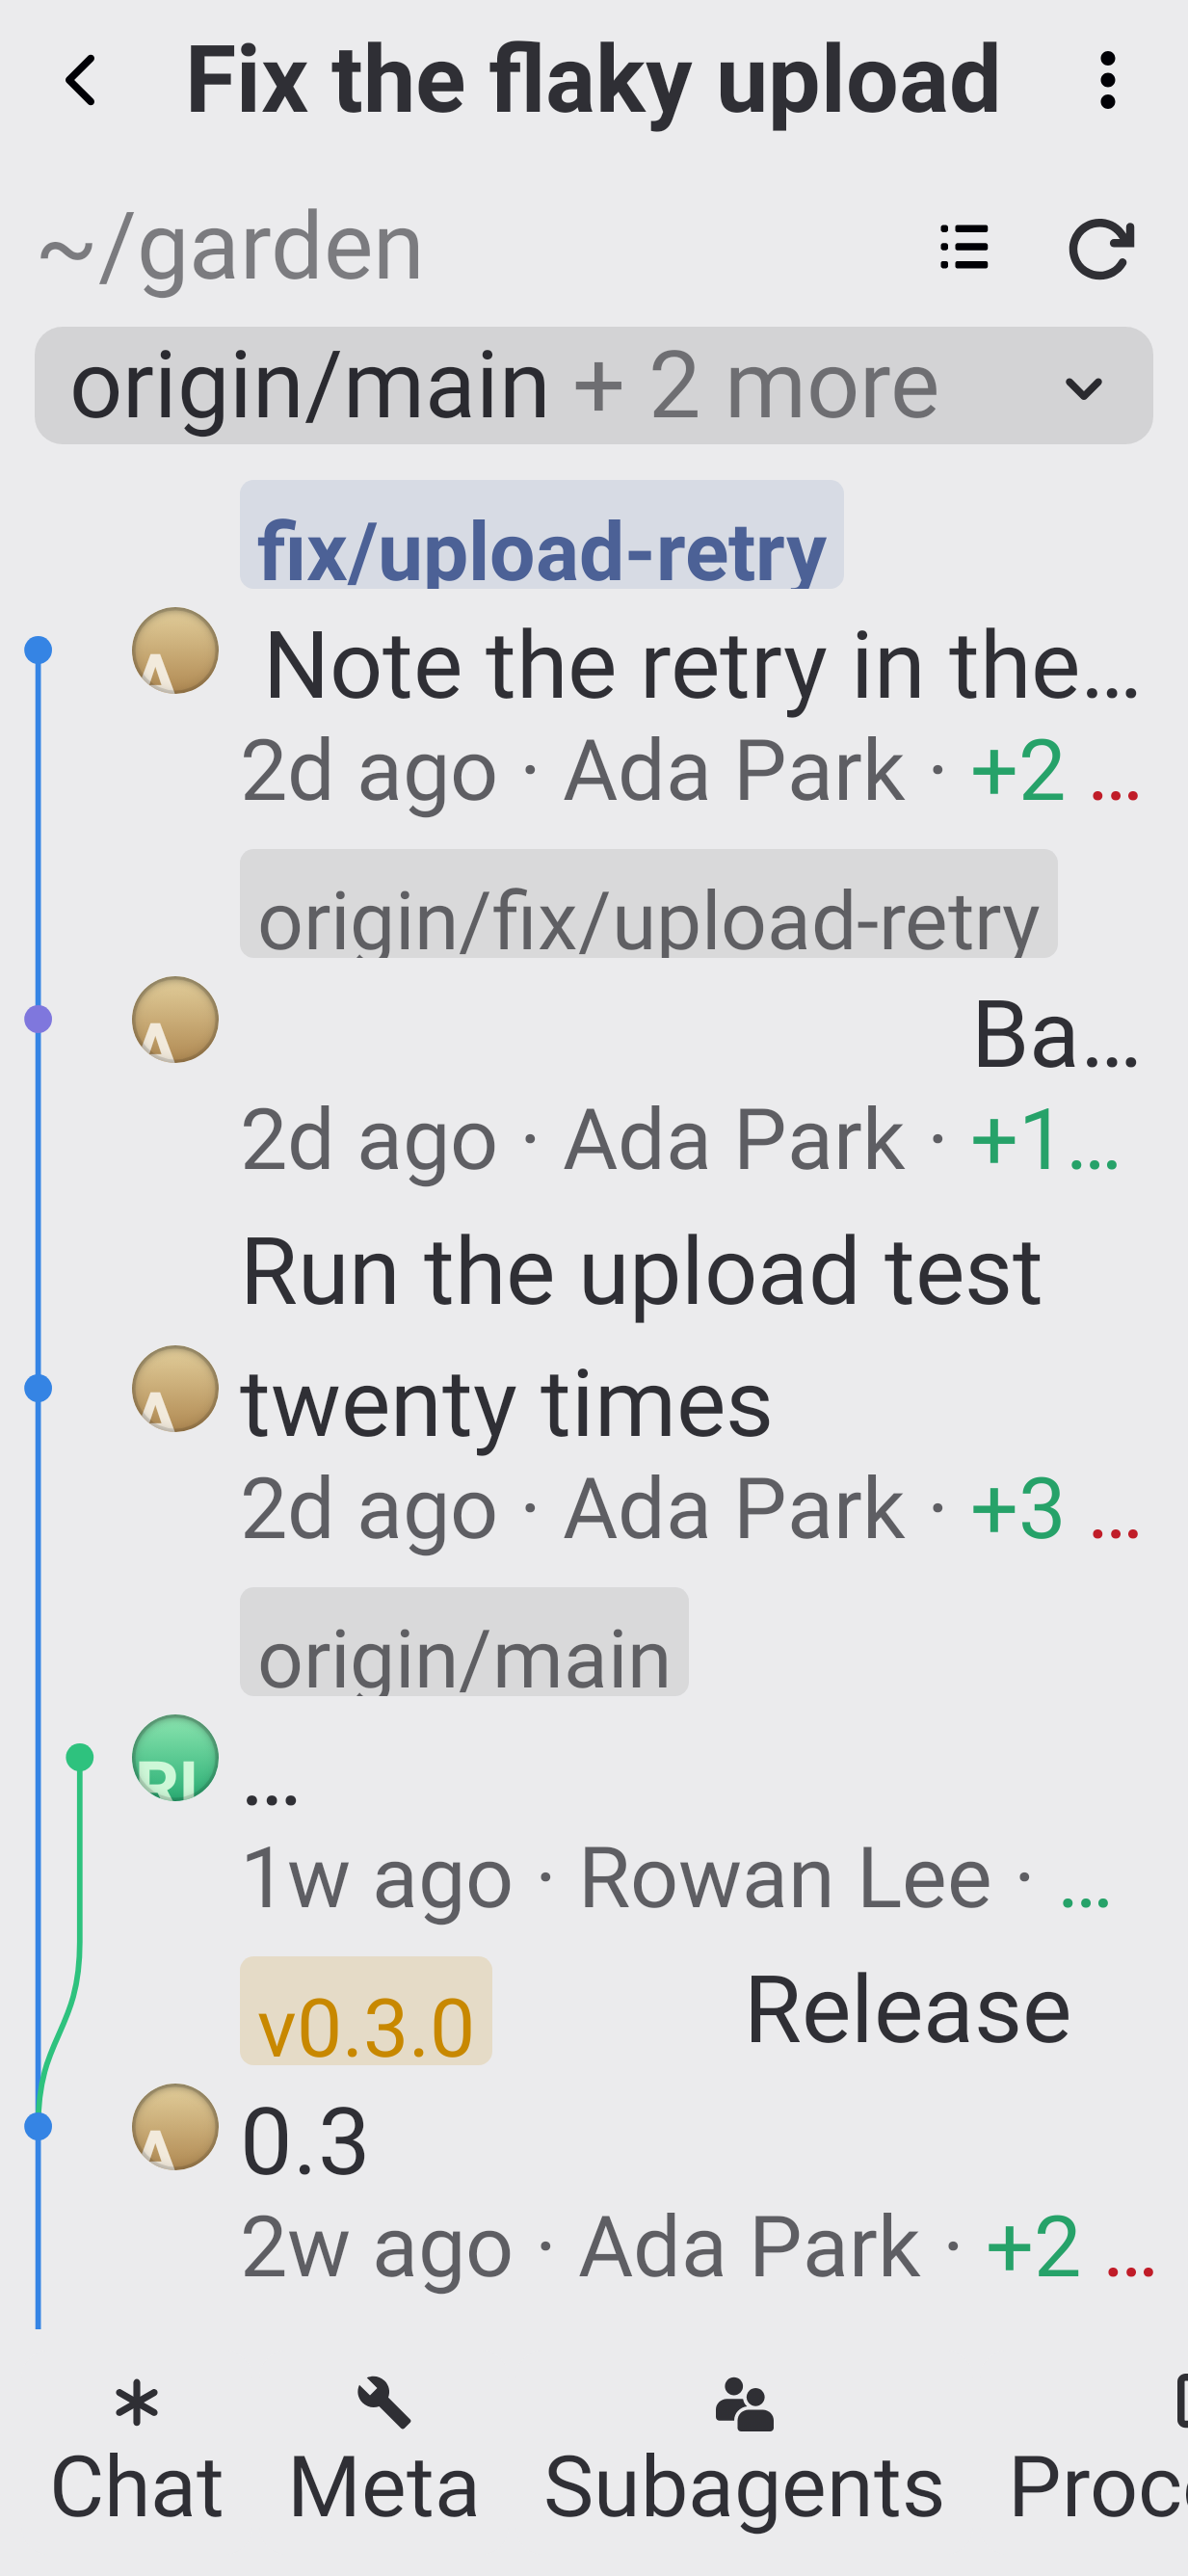 Fix the flaky upload
~/garden
origin/main + 2 more
fix/upload-retry
A Note the retry in the…
2d ago · Ada Park · +2 …
origin/fix/upload-retry
A Ba…
2d ago · Ada Park · +1…
Run the upload test
A twenty times
2d ago · Ada Park · +3 …
origin/main
RL …
1w ago · Rowan Lee · …
v0.3.0 Release
A 0.3
2w ago · Ada Park · +2 …
Chat Meta Subagents Proc